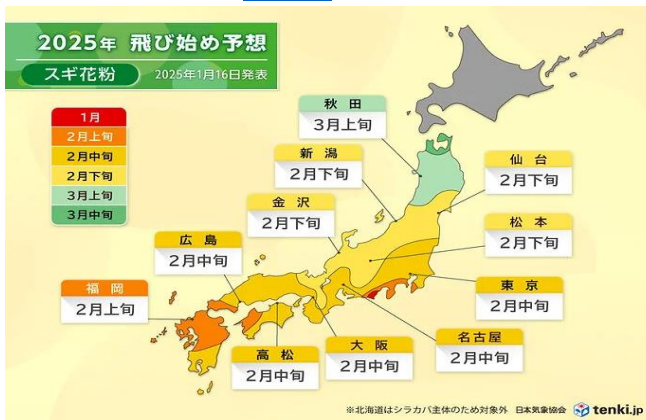 2025年 飛び始め予想
スギ花粉
2025年1月16日発表
1月
2月上旬
2月中旬
2月下旬
3月上旬
3月中旬
秋田
3月上旬
新潟
2月下旬
仙台
2月下旬
金沢
2月下旬
松本
2月下旬
広島
2月中旬
東京
2月中旬
福岡
2月上旬
名古屋
2月中旬
大阪
2月中旬
高松
2月中旬
※北海道はシラカバ主体のため対象外 日本気象協会 tenki.jp